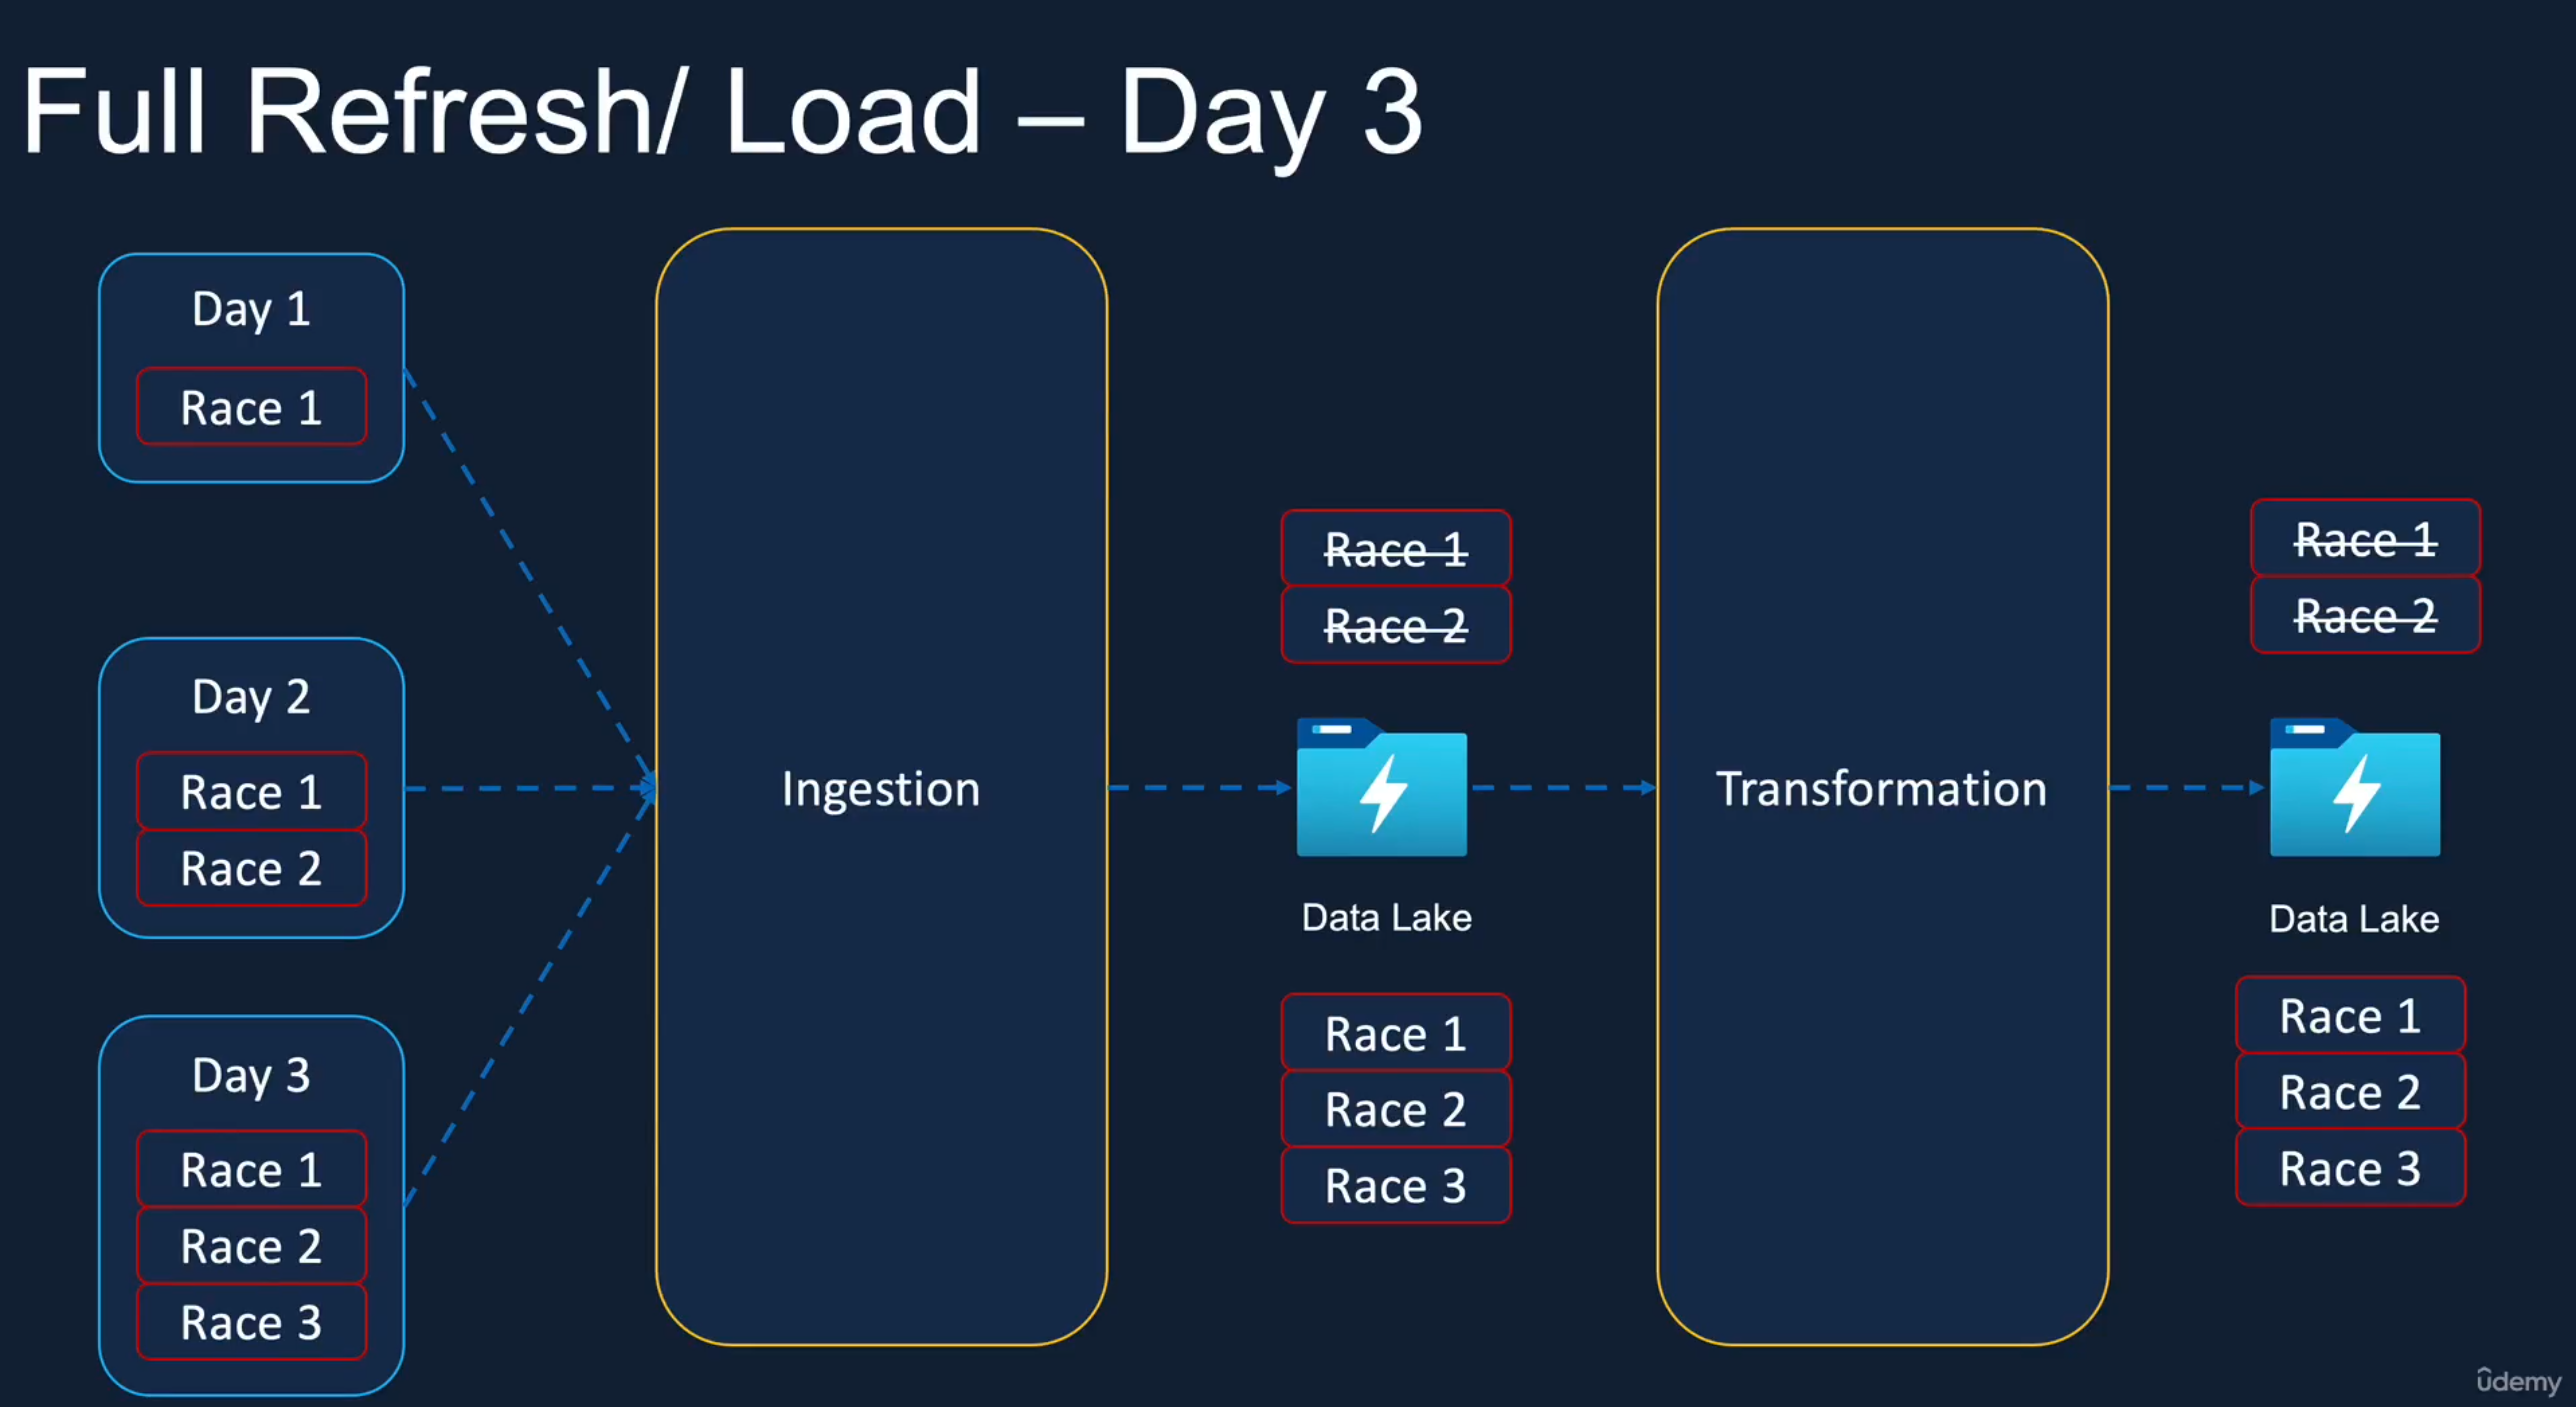 Full Refresh/ Load – Day 3
Day 1
Race 1
Day 2
Race 1
Race 2
Day 3
Race 1
Race 2
Race 3
Ingestion
Race 1
Race 2
Data Lake
Race 1
Race 2
Race 3
Transformation
Race 1
Race 2
Data Lake
Race 1
Race 2
Race 3
ûdemy